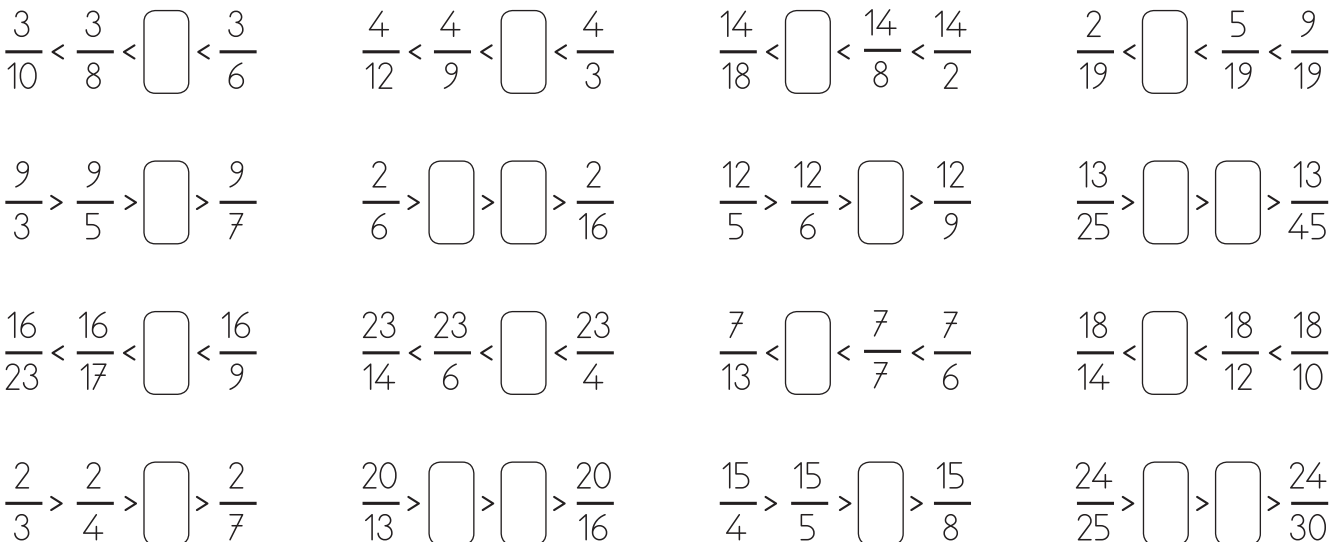 3/10 < 3/8 < < 3/6 4/12 < 4/9 < < 4/3 14/18 < < 14/8 < 14/2 2/19 < < 5/19 < 9/19
9/3 > 9/5 > > 9/7 2/6 > > > 2/16 12/5 > 12/6 > > 12/9 13/25 > > > 13/45
16/23 < 16/17 < < 16/9 23/14 < 23/6 < < 23/4 7/13 < < 7/7 < 7/6 18/14 < < 18/12 < 18/10
2/3 > 2/4 > > 2/7 20/13 > > > 20/16 15/4 > 15/5 > > 15/8 24/25 > > > 24/30